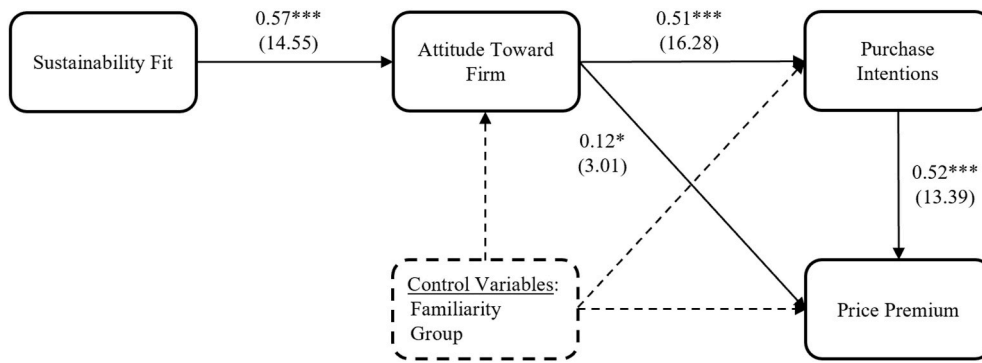 0.57***
(14.55)
0.51***
(16.28)
Sustainability Fit
Attitude Toward
Firm
Purchase
Intentions
0.12*
(3.01)
0.52***
(13.39)
Control Variables:
Familiarity
Group
Price Premium